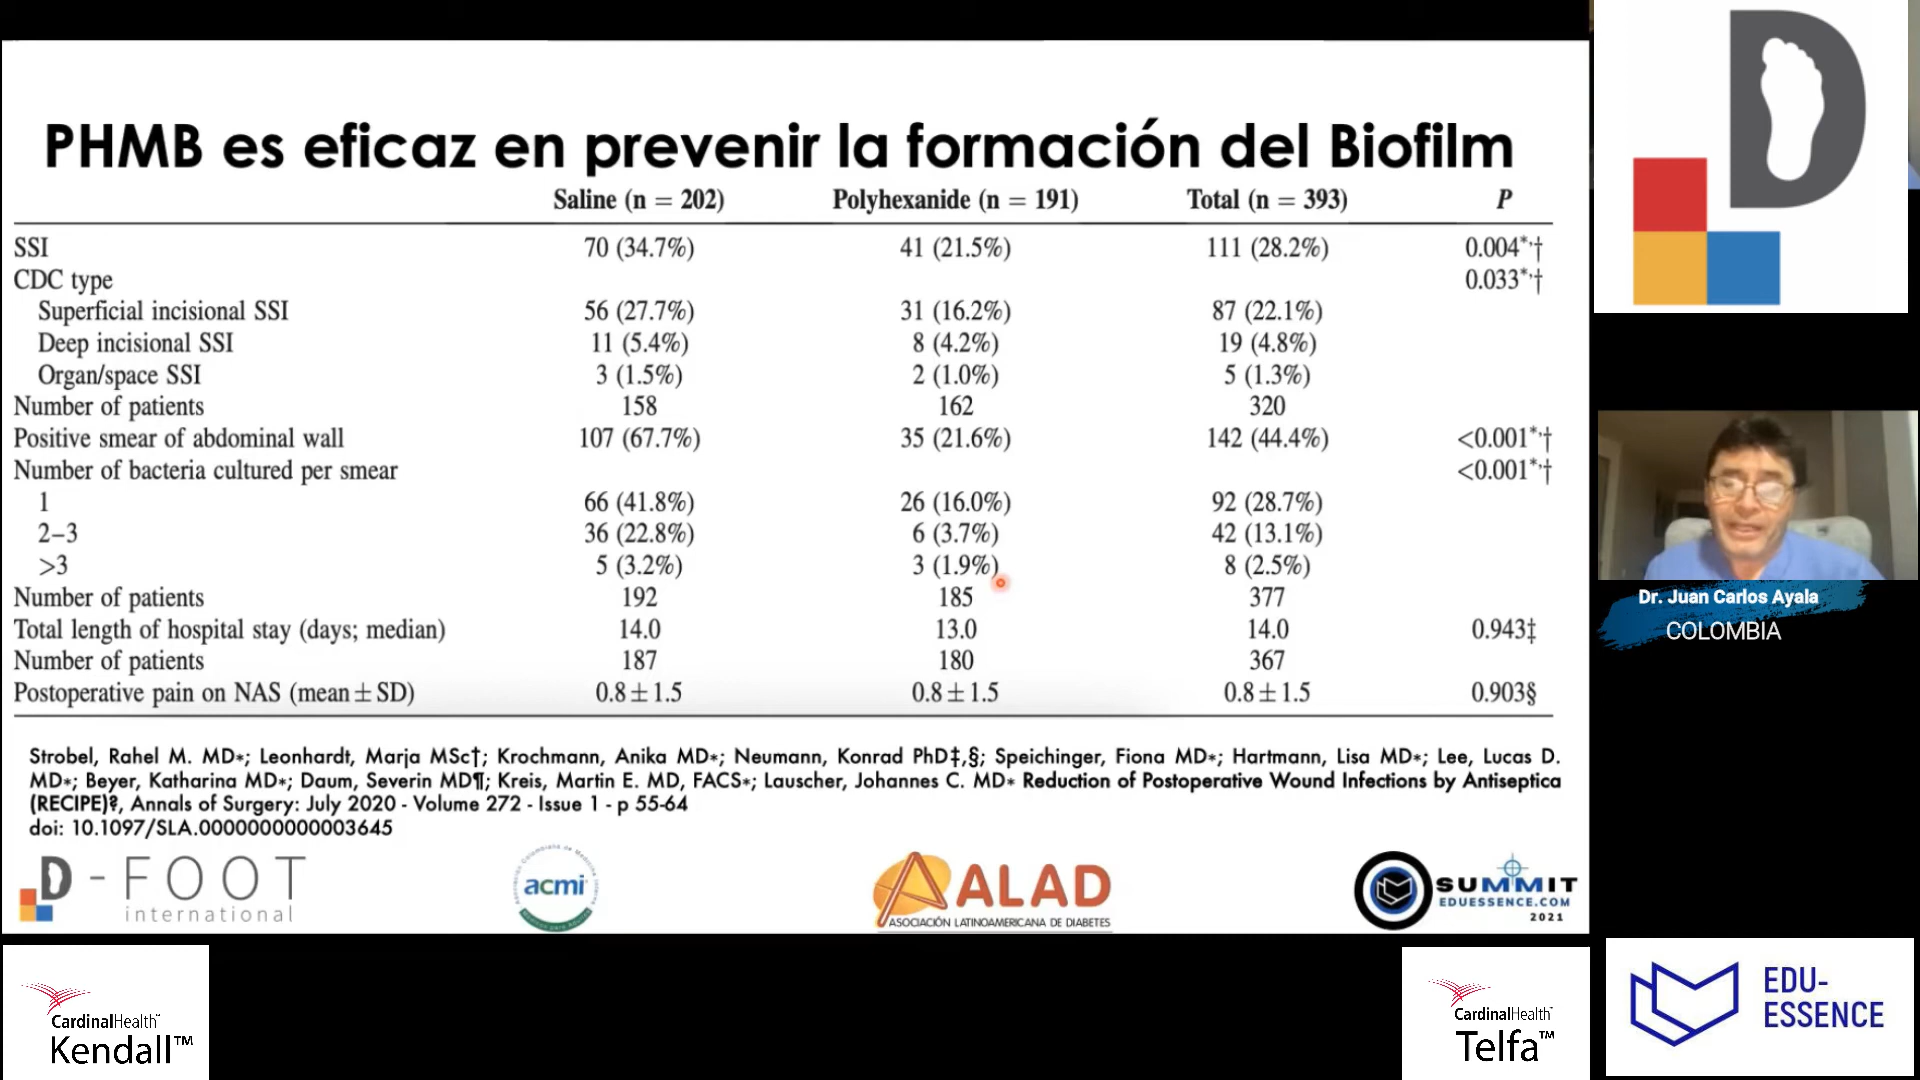 PHMB es eficaz en prevenir la formación del Biofilm
Saline (n = 202) Polyhexanide (n = 191) Total (n = 393) P
SSI 70 (34.7%) 41 (21.5%) 111 (28.2%) 0.004*,†
CDC type 0.033*,†
Superficial incisional SSI 56 (27.7%) 31 (16.2%) 87 (22.1%)
Deep incisional SSI 11 (5.4%) 8 (4.2%) 19 (4.8%)
Organ/space SSI 3 (1.5%) 2 (1.0%) 5 (1.3%)
Number of patients 158 162 320
Positive smear of abdominal wall 107 (67.7%) 35 (21.6%) 142 (44.4%) <0.001*,†
Number of bacteria cultured per smear <0.001*,†
1 66 (41.8%) 26 (16.0%) 92 (28.7%)
2–3 36 (22.8%) 6 (3.7%) 42 (13.1%)
>3 5 (3.2%) 3 (1.9%) 8 (2.5%)
Number of patients 192 185 377
Total length of hospital stay (days; median) 14.0 13.0 14.0 0.943‡
Number of patients 187 180 367
Postoperative pain on NAS (mean ± SD) 0.8 ± 1.5 0.8 ± 1.5 0.8 ± 1.5 0.903§
Strobel, Rahel M. MD*; Leonhardt, Marja MSc†; Krochmann, Anika MD*; Neumann, Konrad PhD‡,§; Speichinger, Fiona MD*; Hartmann, Lisa MD*; Lee, Lucas D.
MD*; Beyer, Katharina MD*; Daum, Severin MD¶; Kreis, Martin E. MD, FACS*; Lauscher, Johannes C. MD* Reduction of Postoperative Wound Infections by Antiseptica
(RECIPE)?, Annals of Surgery: July 2020 - Volume 272 - Issue 1 - p 55-64
doi: 10.1097/SLA.0000000000003645
D-FOOT
international
acmi
ALAD
ASOCIACIÓN LATINOAMERICANA DE DIABETES
SUMMIT
EDUESSENCE.COM
2021
D
Dr. Juan Carlos Ayala
COLOMBIA
CardinalHealth™
Kendall™
CardinalHealth™
Telfa™
EDU-
ESSENCE